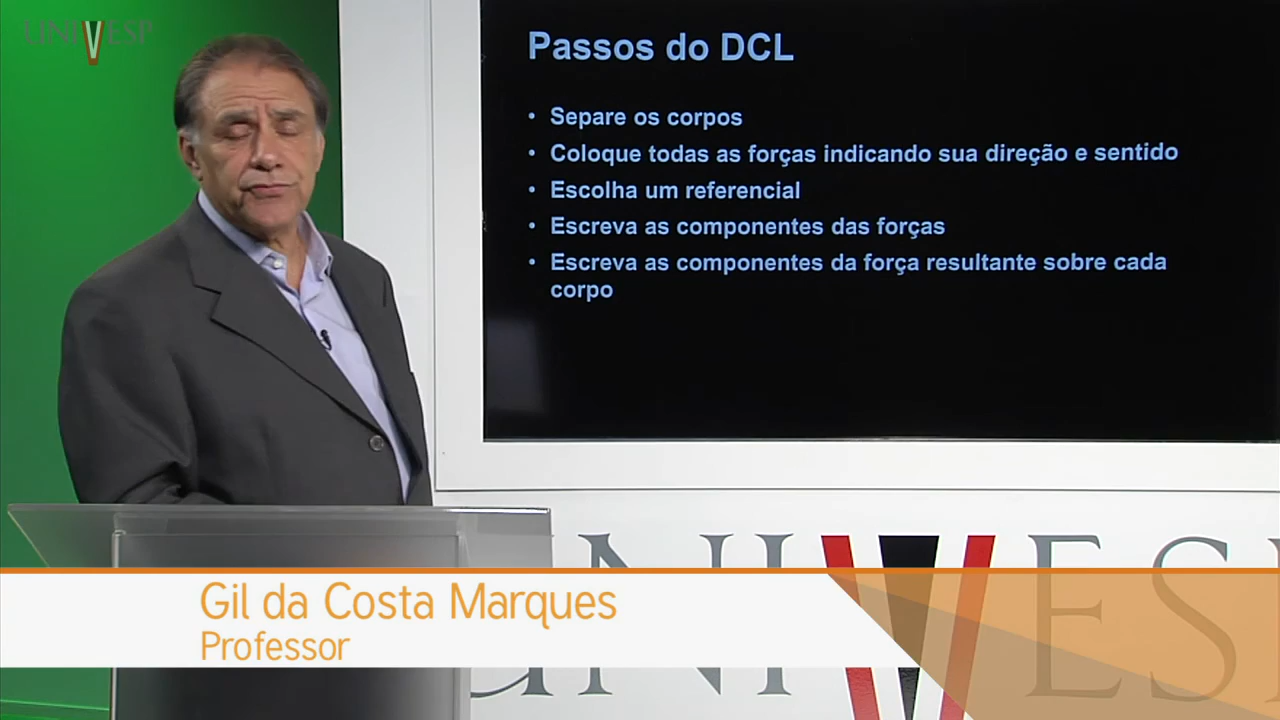 UNIVESP
Passos do DCL
• Separe os corpos
• Coloque todas as forças indicando sua direção e sentido
• Escolha um referencial
• Escreva as componentes das forças
• Escreva as componentes da força resultante sobre cada
corpo
UNIVESP
Gil da Costa Marques
Professor